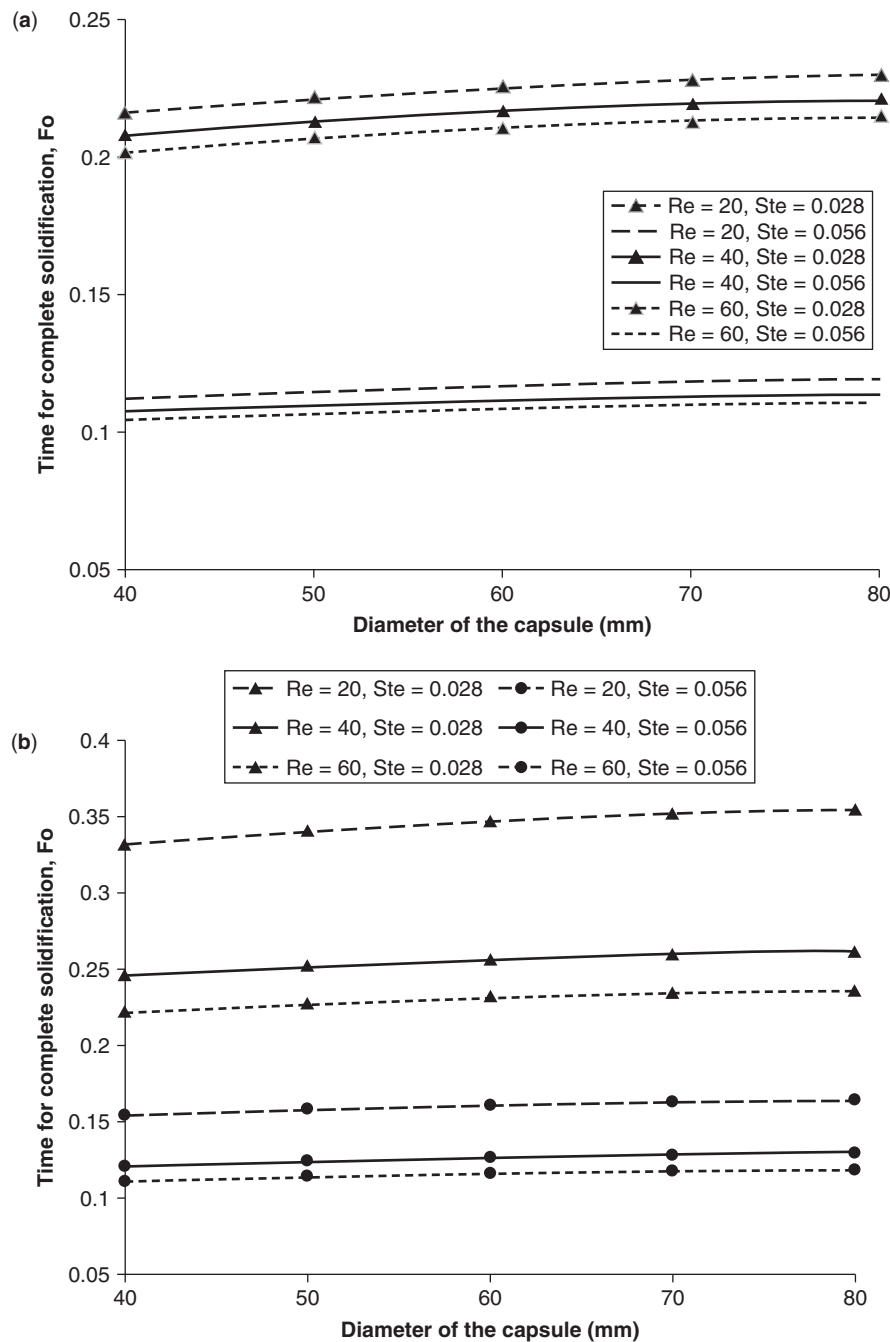 (a)
0.25
0.2
0.15
0.1
0.05
Time for complete solidification, Fo
Re = 20, Ste = 0.028
Re = 20, Ste = 0.056
Re = 40, Ste = 0.028
Re = 40, Ste = 0.056
Re = 60, Ste = 0.028
Re = 60, Ste = 0.056
40 50 60 70 80
Diameter of the capsule (mm)
Re = 20, Ste = 0.028 Re = 20, Ste = 0.056
Re = 40, Ste = 0.028 Re = 40, Ste = 0.056
Re = 60, Ste = 0.028 Re = 60, Ste = 0.056
(b)
0.4
0.35
0.3
0.25
0.2
0.15
0.1
0.05
Time for complete solidification, Fo
40 50 60 70 80
Diameter of the capsule (mm)